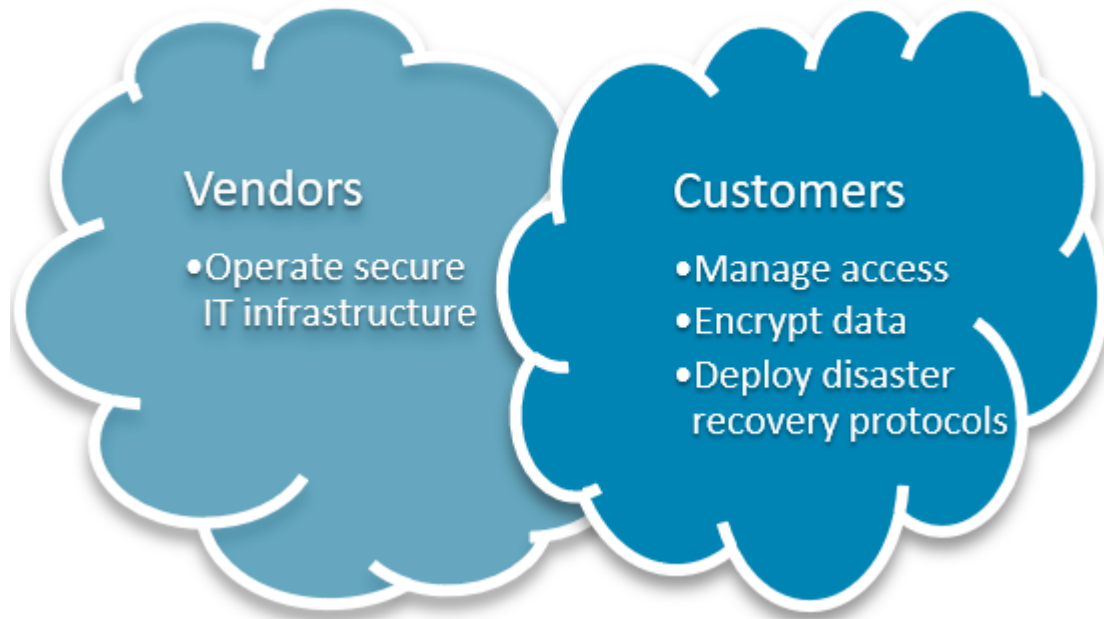 Vendors
•Operate secure
IT infrastructure
Customers
•Manage access
•Encrypt data
•Deploy disaster
recovery protocols